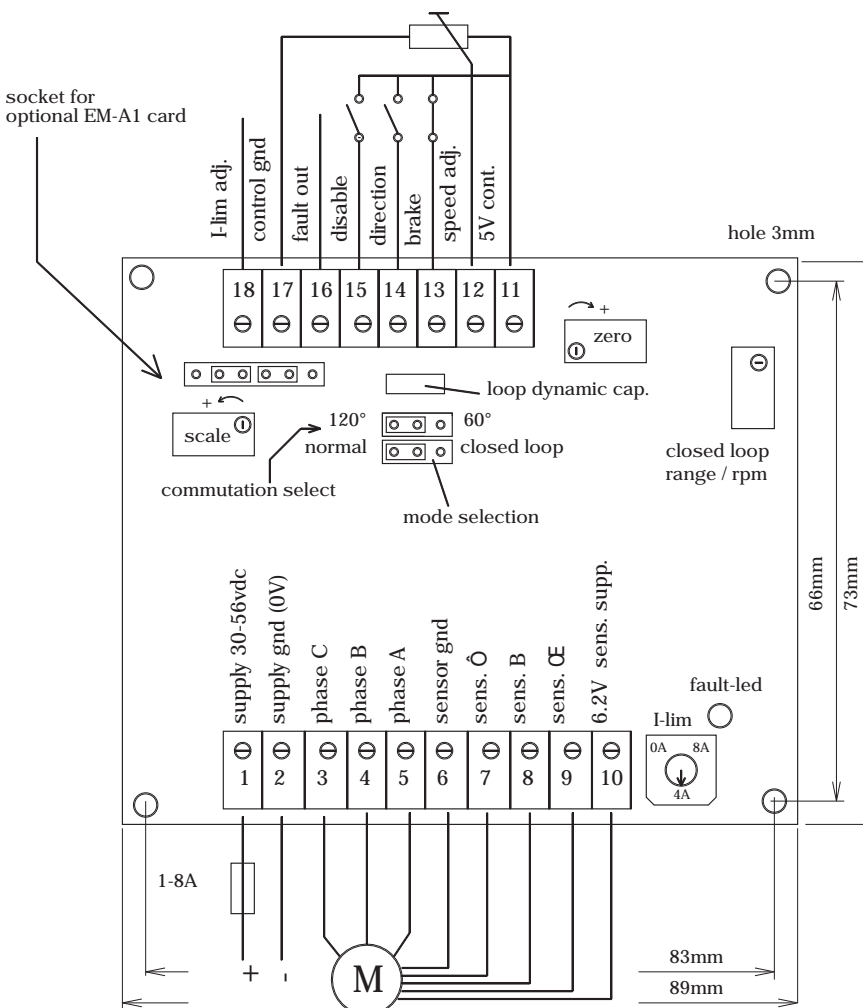 socket for
optional EM-A1 card
I-lim adj.
control gnd
fault out
disable
direction
brake
speed adj.
5V cont.
hole 3mm
18 17 16 15 14 13 12 11
+
zero
loop dynamic cap.
+
scale
120° 60°
normal closed loop
commutation select
mode selection
closed loop
range / rpm
66mm
73mm
supply 30-56vdc
supply gnd (0V)
phase C
phase B
phase A
sensor gnd
sens. Ô
sens. B
sens. Œ
6.2V sens. supp.
fault-led
I-lim
0A 8A
4A
1 2 3 4 5 6 7 8 9 10
1-8A
+ -
M
83mm
89mm